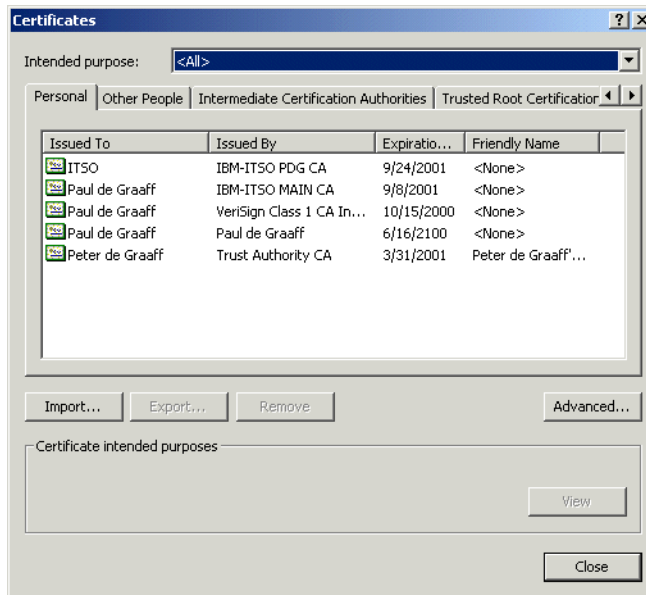 Certificates
Intended purpose: <All>
Personal Other People Intermediate Certification Authorities Trusted Root Certification
Issued To Issued By Expiratio... Friendly Name
ITSO IBM-ITSO PDG CA 9/24/2001 <None>
Paul de Graaff IBM-ITSO MAIN CA 9/8/2001 <None>
Paul de Graaff VeriSign Class 1 CA In... 10/15/2000 <None>
Paul de Graaff Paul de Graaff 6/16/2100 <None>
Peter de Graaff Trust Authority CA 3/31/2001 Peter de Graaff'...
Import... Export... Remove Advanced...
Certificate intended purposes
View
Close